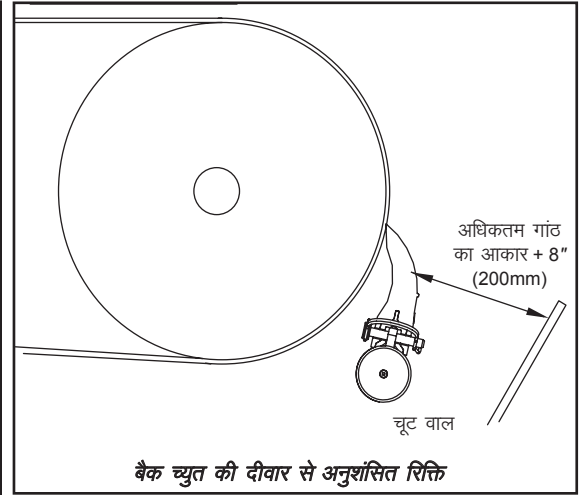 अधिकतम गांठ
का आकार + 8"
(200mm)
चूट वाल
बैक च्युत की दीवार से अनुशंसित रिक्ति